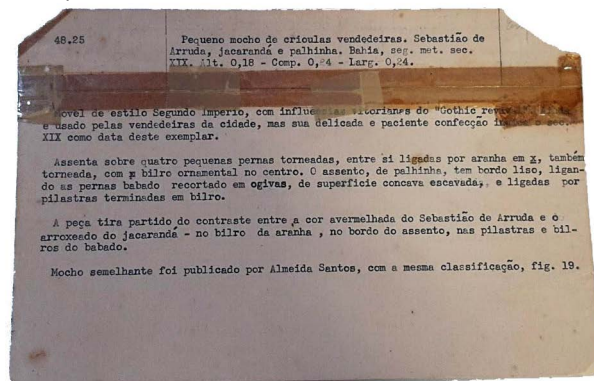 48.25
Pequeno mocho de crioulas vendedeiras. Sebastião de
Arruda, jacarandá e palhinha. Bahia, seg. met. sec.
XIX. Alt. 0,18 - Comp. 0,24 - Larg. 0,24.
Movel de estilo Segundo Imperio, com influencias vitorianas do "Gothic
e usado pelas vendedeiras da cidade, mas sua delicada e paciente confecção o sec.
XIX como data deste exemplar.
Assenta sobre quatro pequenas pernas torneadas, entre si ligadas por aranha em x, também
torneada, com bilro ornamental no centro. O assento, de palhinha, tem bordo liso, ligan-
do as pernas babado recortado em ogivas, de superficie concava escavada, e ligadas por
pilastras terminadas em bilro.
A peça tira partido do contraste entre a cor avermelhada do Sebastião de Arruda e o
arroxeado do jacarandá - no bilro da aranha , no bordo do assento, nas pilastras e bil-
ros do babado.
Mocho semelhante foi publicado por Almeida Santos, com a mesma classificação, fig. 19.